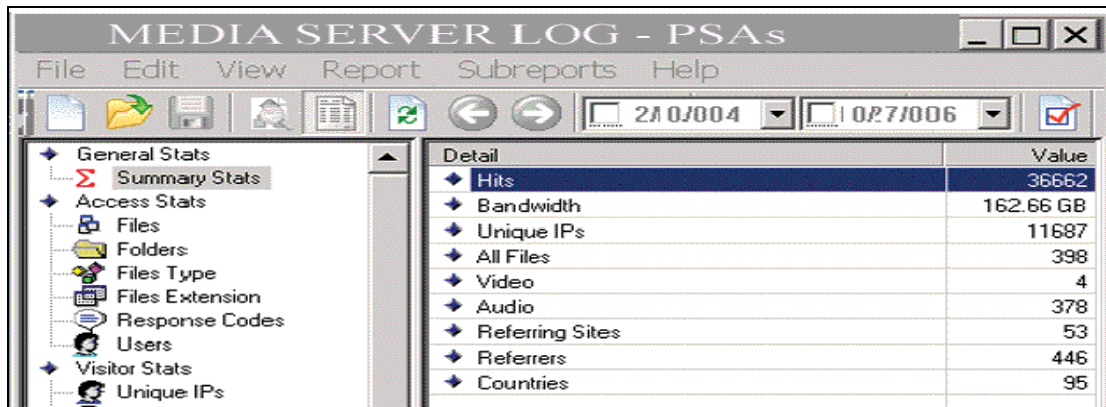 MEDIA SERVER LOG - PSAs
File Edit View Report Subreports Help
2/10/004 10/27/006
General Stats
Summary Stats
Access Stats
Files
Folders
Files Type
Files Extension
Response Codes
Users
Visitor Stats
Unique IPs
Detail Value
Hits 36662
Bandwidth 162.66 GB
Unique IPs 11687
All Files 398
Video 4
Audio 378
Referring Sites 53
Referrers 446
Countries 95